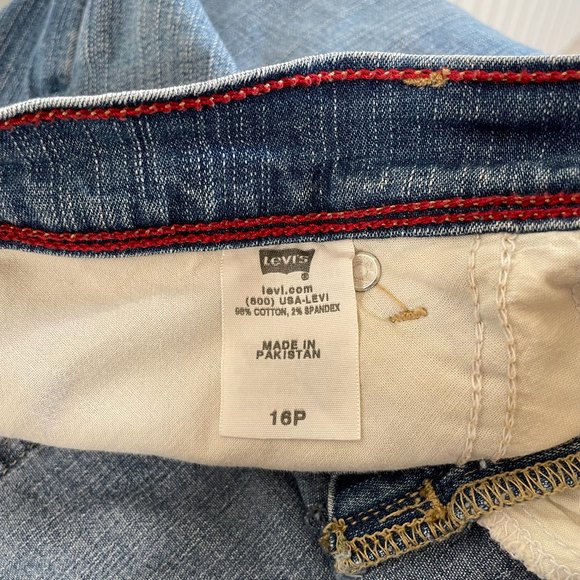 Levi's
®
levi.com
(800) USA-LEVI
98% COTTON, 2% SPANDEX
MADE IN
PAKISTAN
16P